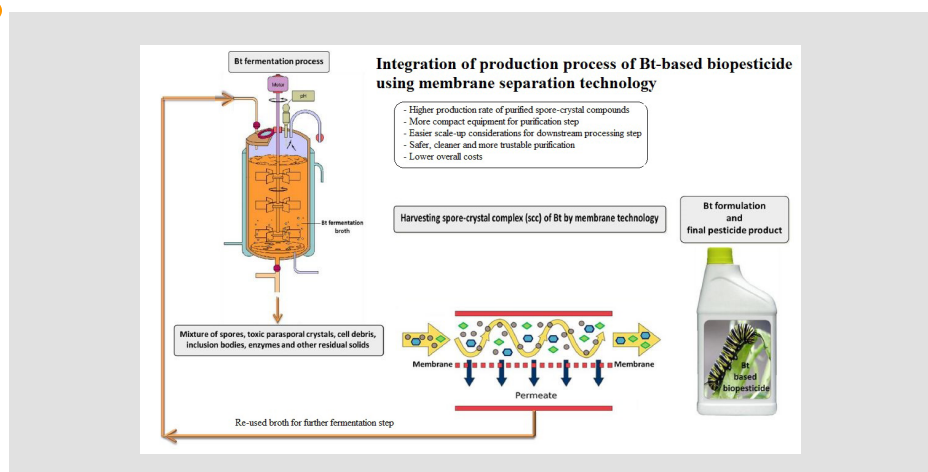 Bt fermentation process
Integration of production process of Bt-based biopesticide
using membrane separation technology
Motor
pH
- Higher production rate of purified spore-crystal compounds
- More compact equipment for purification step
- Easier scale-up considerations for downstream processing step
- Safer, cleaner and more trustable purification
- Lower overall costs
Bt fermentation
broth
Harvesting spore-crystal complex (scc) of Bt by membrane technology
Bt formulation
and
final pesticide product
Mixture of spores, toxic parasporal crystals, cell debris,
inclusion bodies, enzymes and other residual solids
Membrane
Membrane
Permeate
Bt
based
biopesticide
Re-used broth for further fermentation step